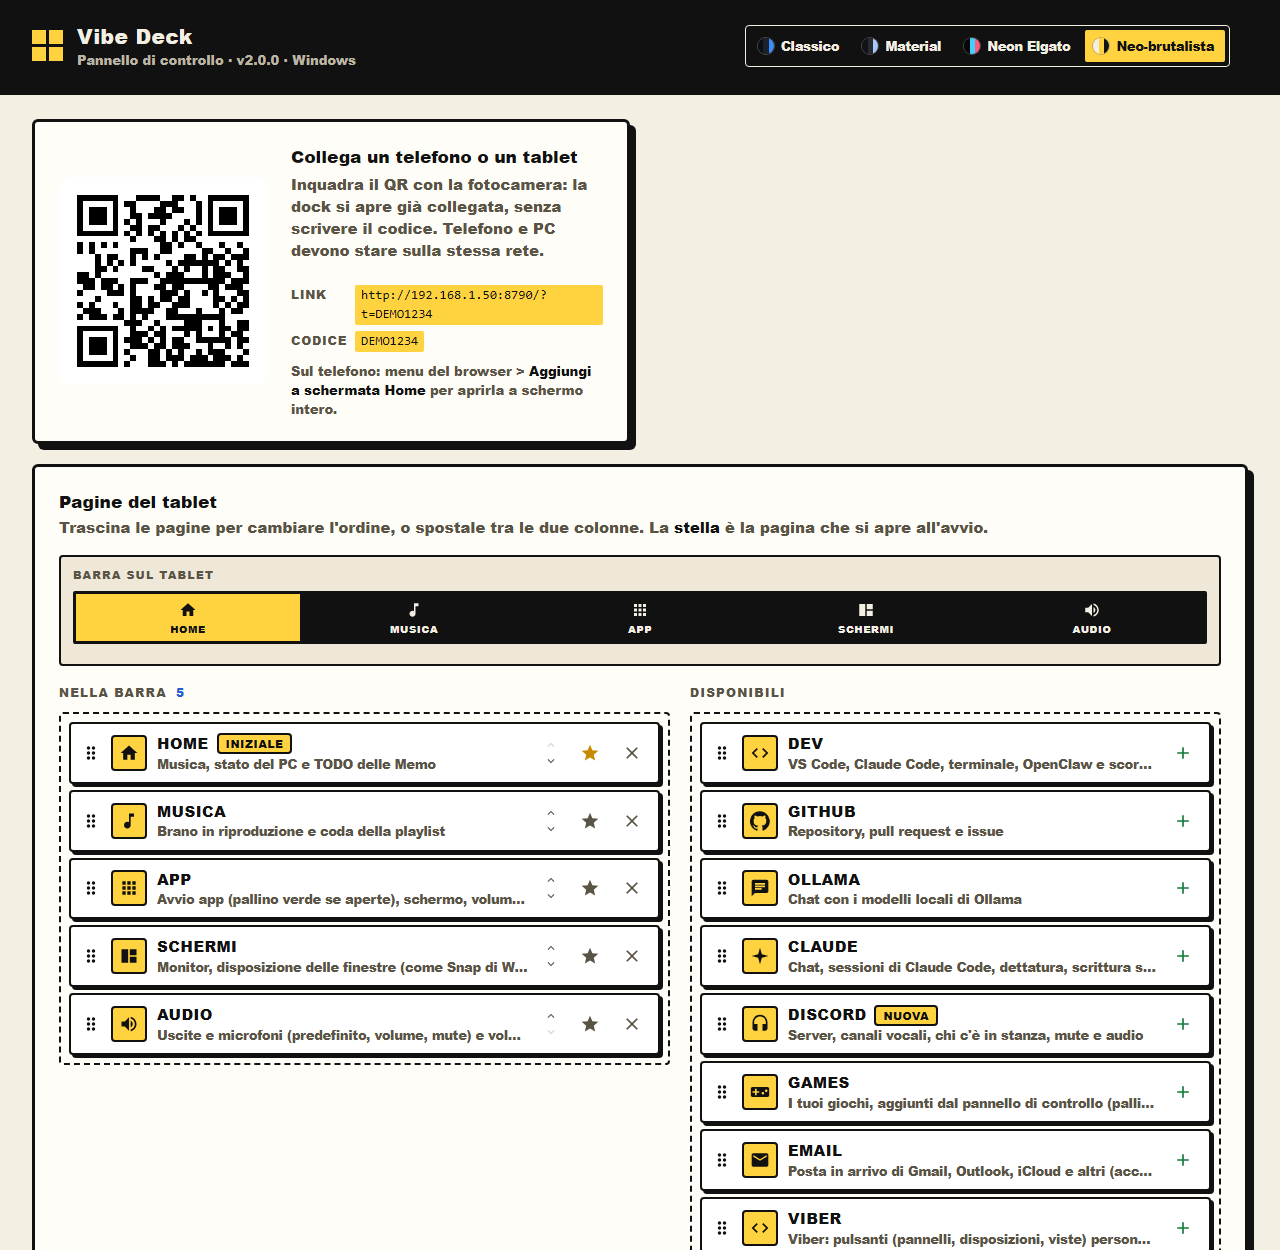 Vibe Deck
Pannello di controllo · v2.0.0 · Windows
Classico
Material
Neon Elgato
Neo-brutalista
Collega un telefono o un tablet
Inquadra il QR con la fotocamera: la
dock si apre già collegata, senza
scrivere il codice. Telefono e PC
devono stare sulla stessa rete.
LINK
http://192.168.1.50:8790/?
t=DEMO1234
CODICE
DEMO1234
Sul telefono: menu del browser > Aggiungi
a schermata Home per aprirla a schermo
intero.
Pagine del tablet
Trascina le pagine per cambiare l'ordine, o spostale tra le due colonne. La stella è la pagina che si apre all'avvio.
BARRA SUL TABLET
HOME
MUSICA
APP
SCHERMI
AUDIO
NELLA BARRA 5
HOME INIZIALE
Musica, stato del PC e TODO delle Memo
MUSICA
Brano in riproduzione e coda della playlist
APP
Avvio app (pallino verde se aperte), schermo, volum...
SCHERMI
Monitor, disposizione delle finestre (come Snap di W...
AUDIO
Uscite e microfoni (predefinito, volume, mute) e vol...
DISPONIBILI
DEV
VS Code, Claude Code, terminale, OpenClaw e scor...
GITHUB
Repository, pull request e issue
OLLAMA
Chat con i modelli locali di Ollama
CLAUDE
Chat, sessioni di Claude Code, dettatura, scrittura s...
DISCORD NUOVA
Server, canali vocali, chi c'è in stanza, mute e audio
GAMES
I tuoi giochi, aggiunti dal pannello di controllo (palli...
EMAIL
Posta in arrivo di Gmail, Outlook, iCloud e altri (acc...
VIBER
Viber: pulsanti (pannelli, disposizioni, viste) person...